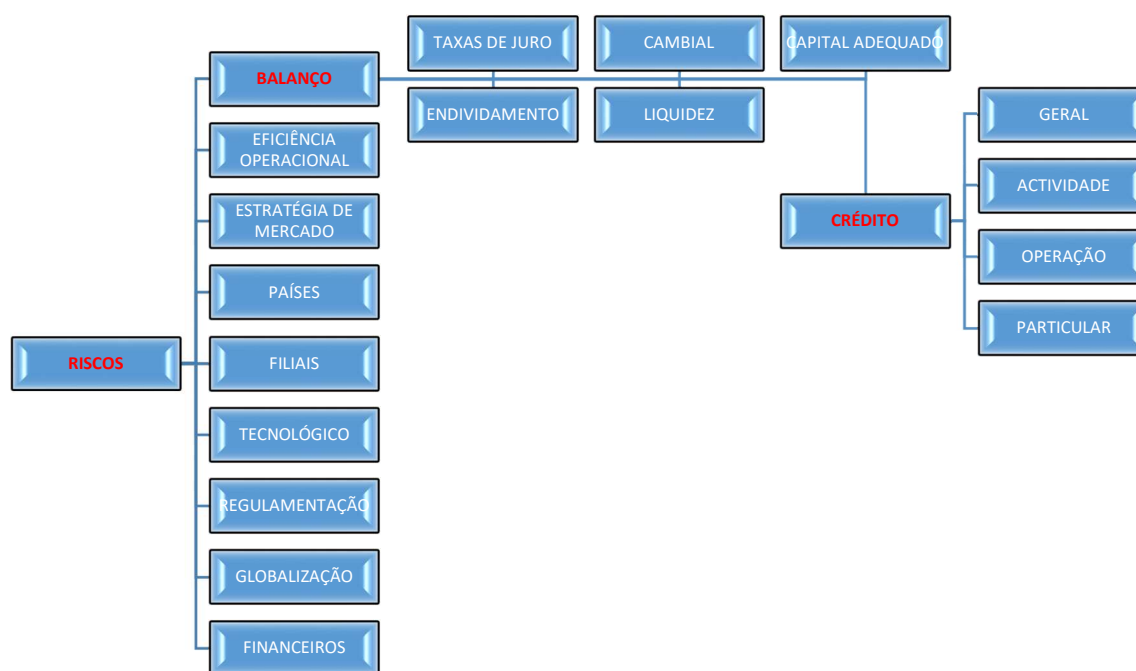 TAXAS DE JURO
CAMBIAL
CAPITAL ADEQUADO
BALANÇO
ENDIVIDAMENTO
LIQUIDEZ
GERAL
EFICIÊNCIA
OPERACIONAL
ACTIVIDADE
ESTRATÉGIA DE
MERCADO
CRÉDITO
OPERAÇÃO
PAÍSES
PARTICULAR
RISCOS
FILIAIS
TECNOLÓGICO
REGULAMENTAÇÃO
GLOBALIZAÇÃO
FINANCEIROS